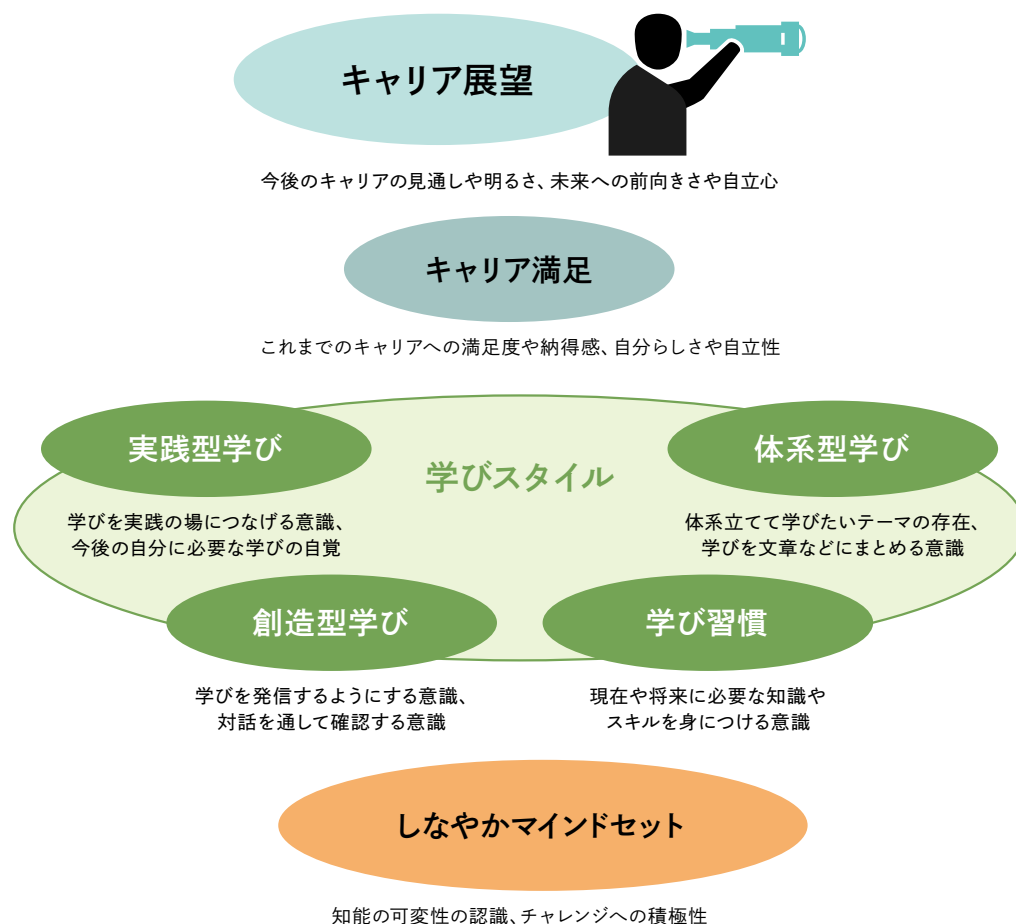 キャリア展望
今後のキャリアの見通しや明るさ、未来への前向きさや自立心
キャリア満足
これまでのキャリアへの満足度や納得感、自分らしさや自立性
学びスタイル
実践型学び
学びを実践の場につなげる意識、
今後の自分に必要な学びの自覚
体系型学び
体系立てて学びたいテーマの存在、
学びを文章などにまとめる意識
創造型学び
学びを発信するようにする意識、
対話を通して確認する意識
学び習慣
現在や将来に必要な知識や
スキルを身につける意識
しなやかマインドセット
知能の可変性の認識、チャレンジへの積極性